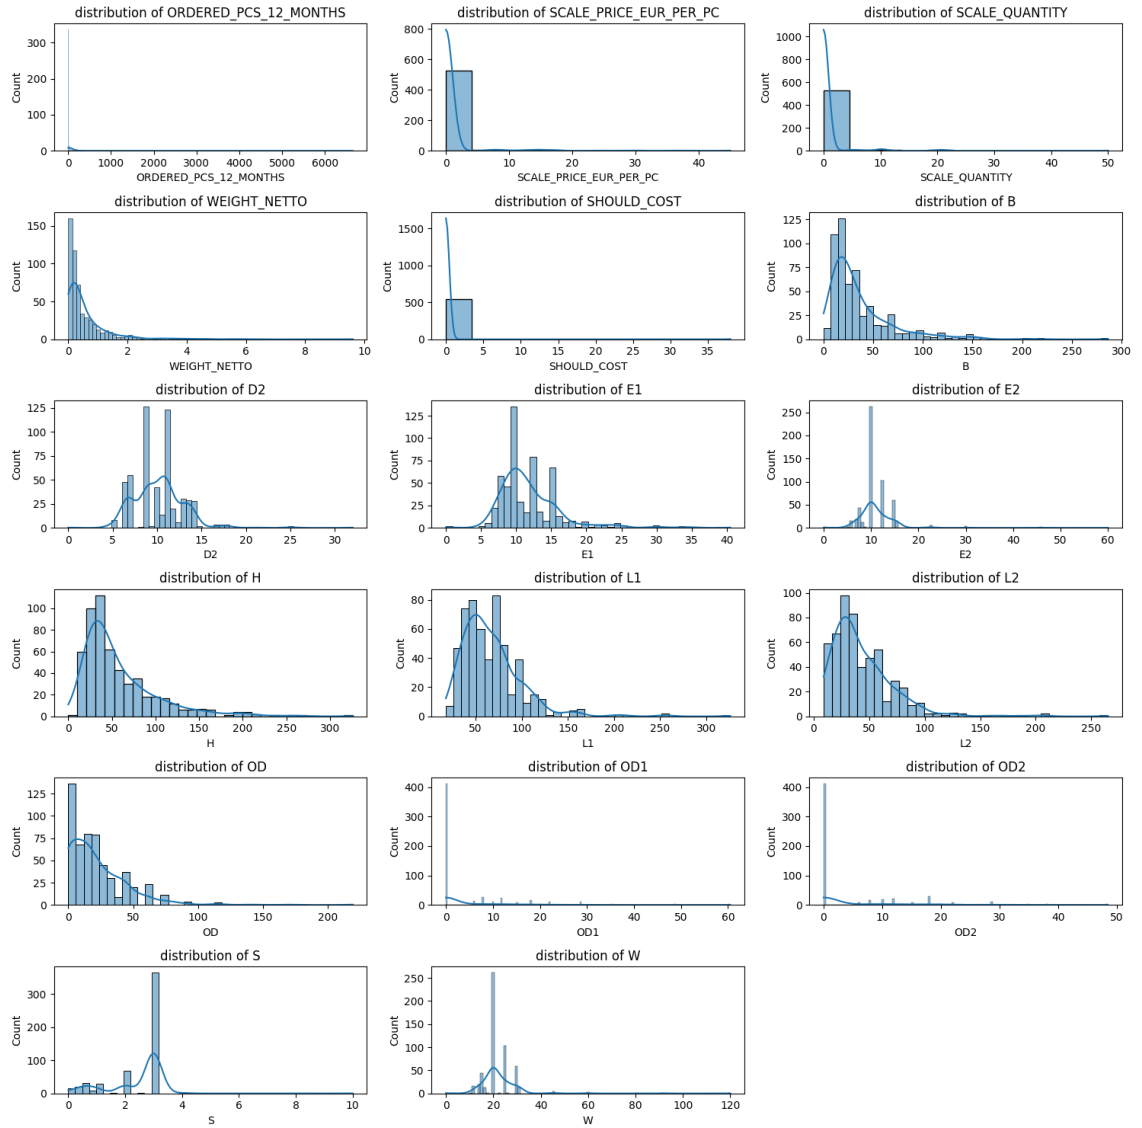 distribution of ORDERED_PCS_12_MONTHS
distribution of SCALE_PRICE_EUR_PER_PC
distribution of SCALE_QUANTITY
Count
300
200
100
0
0 1000 2000 3000 4000 5000 6000
ORDERED_PCS_12_MONTHS
Count
800
600
400
200
0
0 10 20 30 40
SCALE_PRICE_EUR_PER_PC
Count
1000
800
600
400
200
0
0 10 20 30 40 50
SCALE_QUANTITY
distribution of WEIGHT_NETTO
distribution of SHOULD_COST
distribution of B
Count
150
100
50
0
0 2 4 6 8 10
WEIGHT_NETTO
Count
1500
1000
500
0
0 5 10 15 20 25 30 35
SHOULD_COST
Count
125
100
75
50
25
0
0 50 100 150 200 250 300
B
distribution of D2
distribution of E1
distribution of E2
Count
125
100
75
50
25
0
0 5 10 15 20 25 30
D2
Count
125
100
75
50
25
0
0 5 10 15 20 25 30 35 40
E1
Count
250
200
150
100
50
0
0 10 20 30 40 50 60
E2
distribution of H
distribution of L1
distribution of L2
Count
100
80
60
40
20
0
0 50 100 150 200 250 300
H
Count
80
60
40
20
0
50 100 150 200 250 300
L1
Count
100
80
60
40
20
0
0 50 100 150 200 250
L2
distribution of OD
distribution of OD1
distribution of OD2
Count
125
100
75
50
25
0
0 50 100 150 200
OD
Count
400
300
200
100
0
0 10 20 30 40 50 60
OD1
Count
400
300
200
100
0
0 10 20 30 40 50
OD2
distribution of S
distribution of W
Count
300
200
100
0
0 2 4 6 8 10
S
Count
250
200
150
100
50
0
0 20 40 60 80 100 120
W